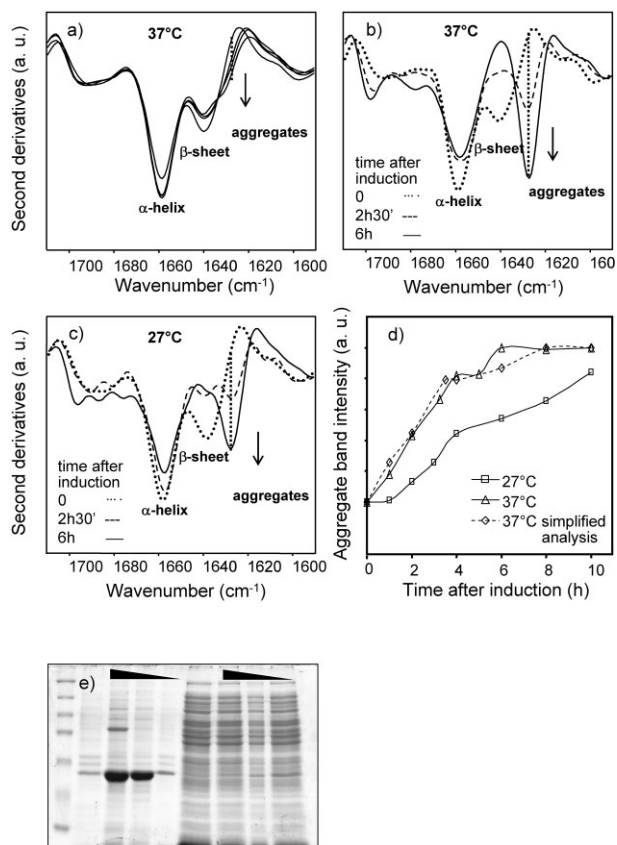 a)
37°C
Second derivatives (a. u.)
β-sheet
aggregates
α-helix
1700 1680 1660 1640 1620 1600
Wavenumber (cm-1)
b)
37°C
Second derivatives (a. u.)
β-sheet
time after
induction
0
2h30'
6h
α-helix
aggregates
1700 1680 1660 1640 1620 160
Wavenumber (cm-1)
c)
27°C
Second derivatives (a. u.)
β-sheet
time after
induction
0
2h30'
6h
α-helix
aggregates
1700 1680 1660 1640 1620 1600
Wavenumber (cm-1)
d)
Aggregate band intensity (a. u.)
27°C
37°C
37°C simplified
analysis
0 2 4 6 8 10
Time after induction (h)
e)